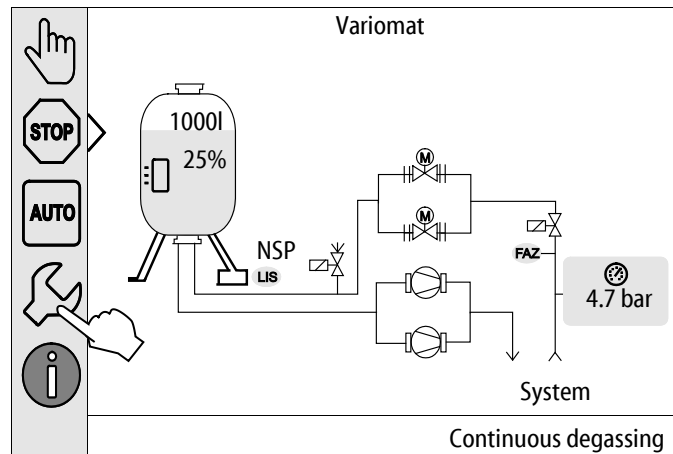 Variomat
STOP
AUTO
i
1000l
25%
NSP
LIS
M
M
FAZ
4.7 bar
System
Continuous degassing